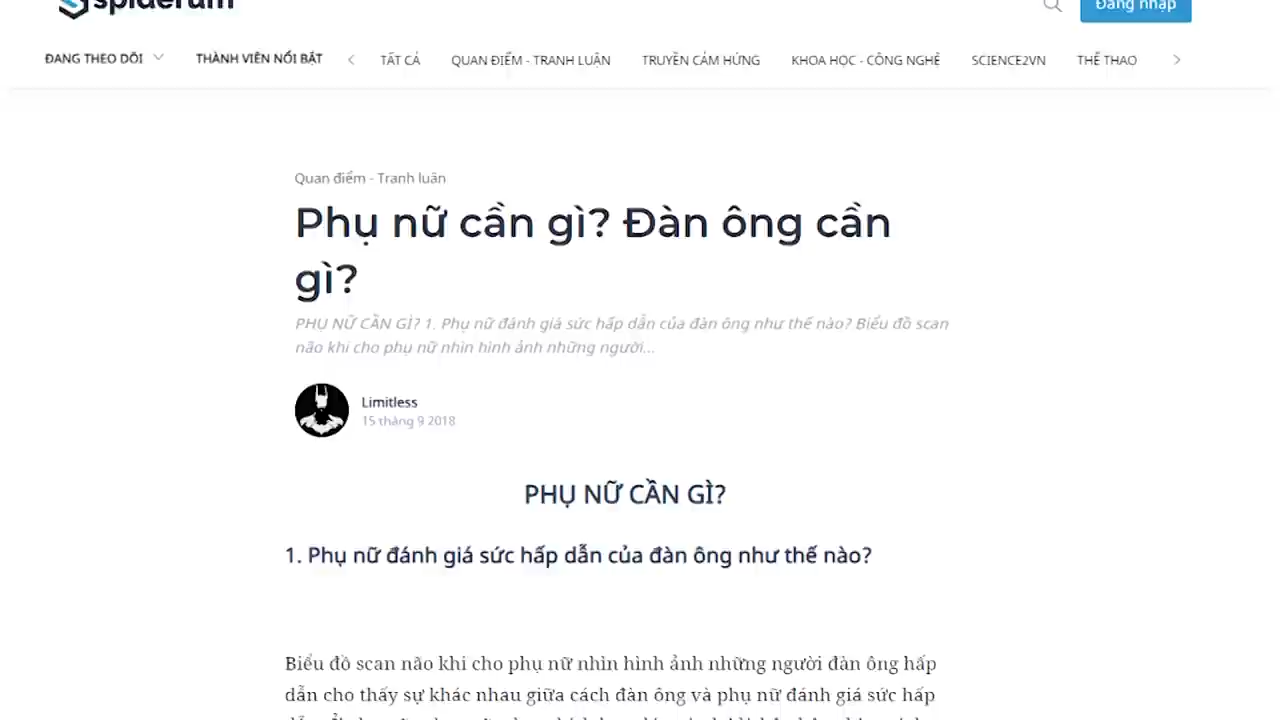 spiderum
Đăng nhập
ĐANG THEO DÕI
THÀNH VIÊN NỔI BẬT
TẤT CẢ
QUAN ĐIỂM - TRANH LUẬN
TRUYỀN CẢM HỨNG
KHOA HỌC - CÔNG NGHỆ
SCIENCE2VN
THỂ THAO
Quan điểm - Tranh luận
Phụ nữ cần gì? Đàn ông cần
gì?
PHỤ NỮ CẦN GÌ? 1. Phụ nữ đánh giá sức hấp dẫn của đàn ông như thế nào? Biểu đồ scan
não khi cho phụ nữ nhìn hình ảnh những người...
Limitless
15 tháng 9 2018
PHỤ NỮ CẦN GÌ?
1. Phụ nữ đánh giá sức hấp dẫn của đàn ông như thế nào?
Biểu đồ scan não khi cho phụ nữ nhìn hình ảnh những người đàn ông hấp
dẫn cho thấy sự khác nhau giữa cách đàn ông và phụ nữ đánh giá sức hấp